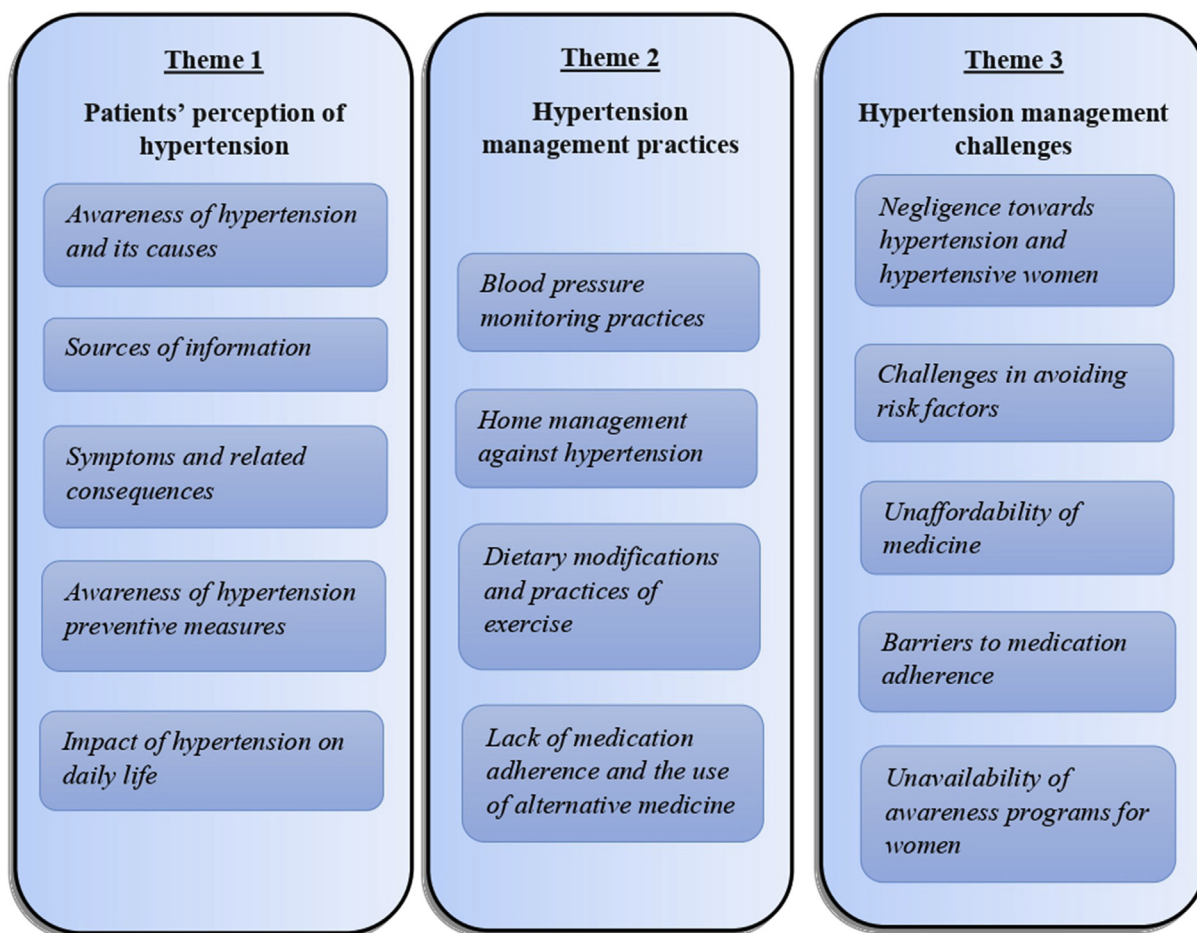 Theme 1
Patients’ perception of
hypertension
Awareness of hypertension
and its causes
Sources of information
Symptoms and related
consequences
Awareness of hypertension
preventive measures
Impact of hypertension on
daily life
Theme 2
Hypertension
management practices
Blood pressure
monitoring practices
Home management
against hypertension
Dietary modifications
and practices of
exercise
Lack of medication
adherence and the use
of alternative medicine
Theme 3
Hypertension management
challenges
Negligence towards
hypertension and
hypertensive women
Challenges in avoiding
risk factors
Unaffordability of
medicine
Barriers to medication
adherence
Unavailability of
awareness programs for
women